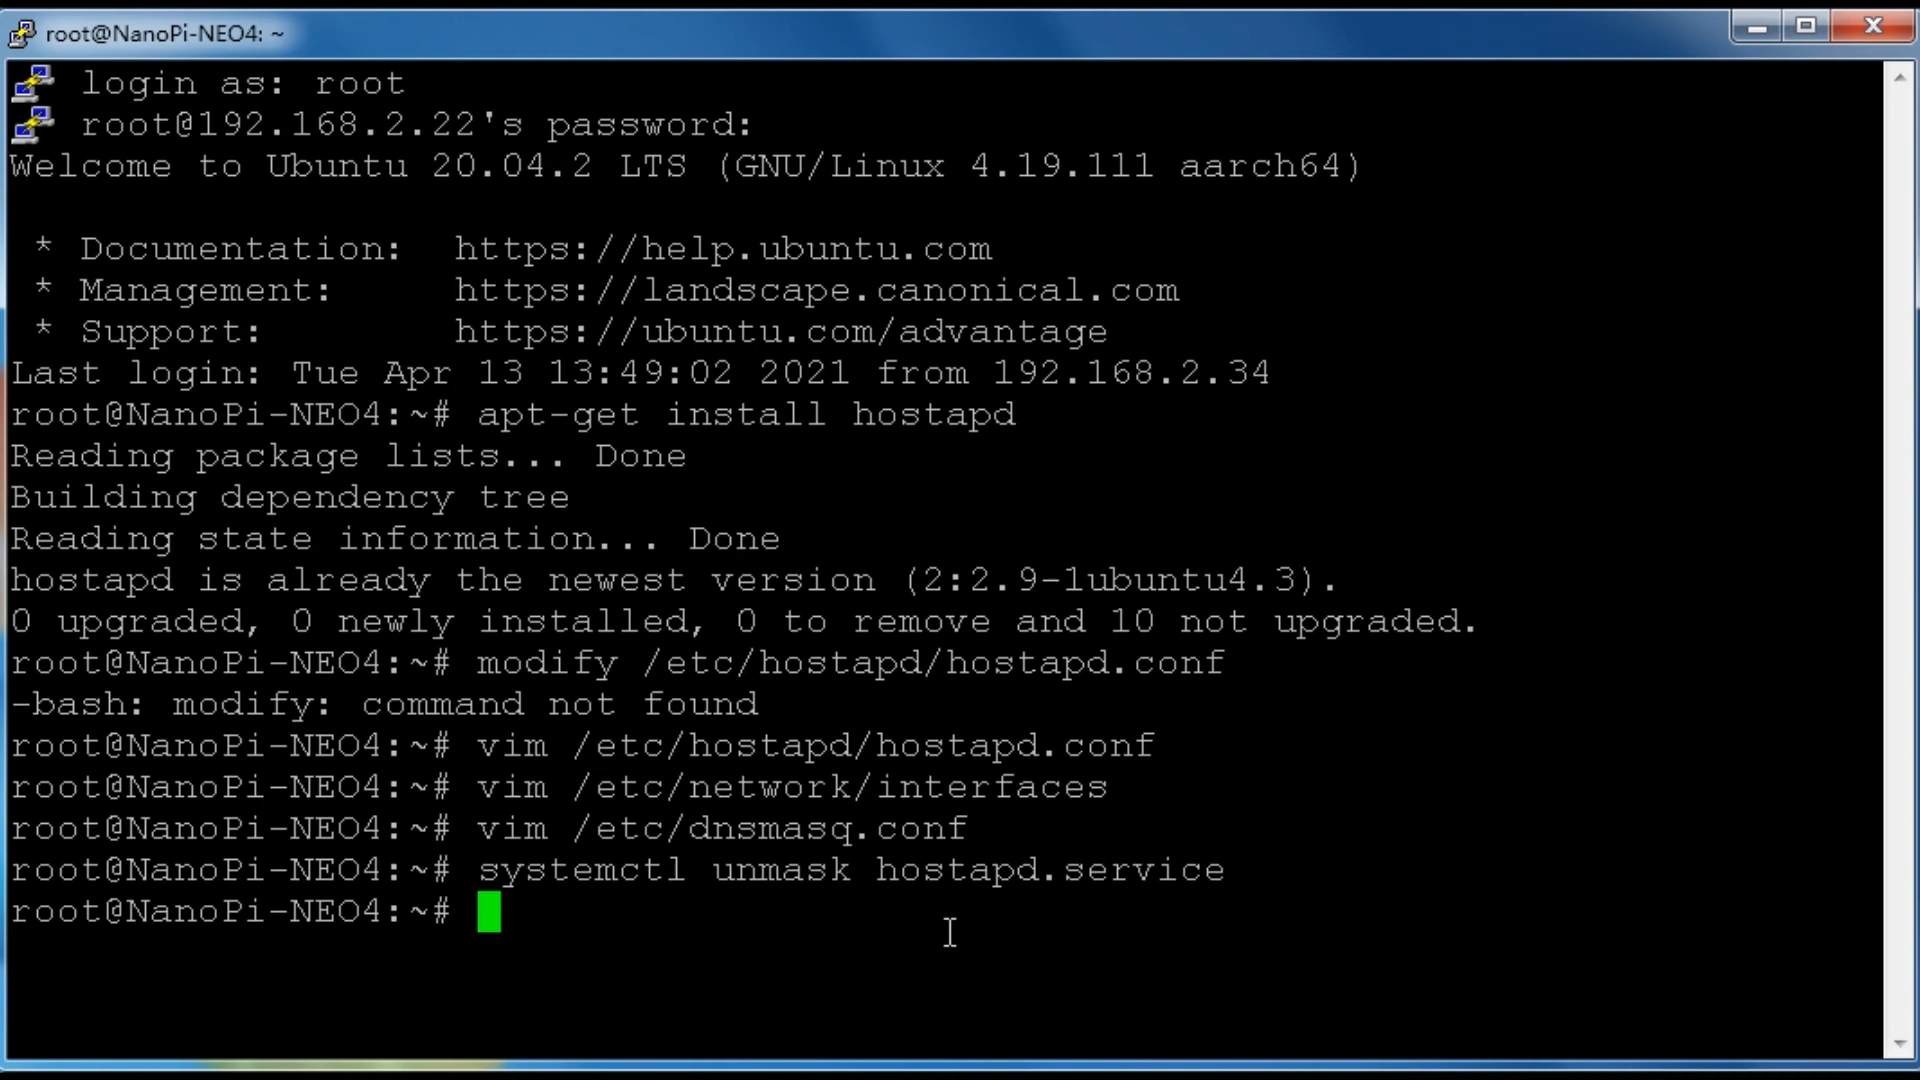 root@NanoPi-NEO4: ~
login as: root
root@192.168.2.22's password:
Welcome to Ubuntu 20.04.2 LTS (GNU/Linux 4.19.111 aarch64)
* Documentation:  https://help.ubuntu.com
* Management:     https://landscape.canonical.com
* Support:        https://ubuntu.com/advantage
Last login: Tue Apr 13 13:49:02 2021 from 192.168.2.34
root@NanoPi-NEO4:~# apt-get install hostapd
Reading package lists... Done
Building dependency tree
Reading state information... Done
hostapd is already the newest version (2:2.9-1ubuntu4.3).
0 upgraded, 0 newly installed, 0 to remove and 10 not upgraded.
root@NanoPi-NEO4:~# modify /etc/hostapd/hostapd.conf
-bash: modify: command not found
root@NanoPi-NEO4:~# vim /etc/hostapd/hostapd.conf
root@NanoPi-NEO4:~# vim /etc/network/interfaces
root@NanoPi-NEO4:~# vim /etc/dnsmasq.conf
root@NanoPi-NEO4:~# systemctl unmask hostapd.service
root@NanoPi-NEO4:~#